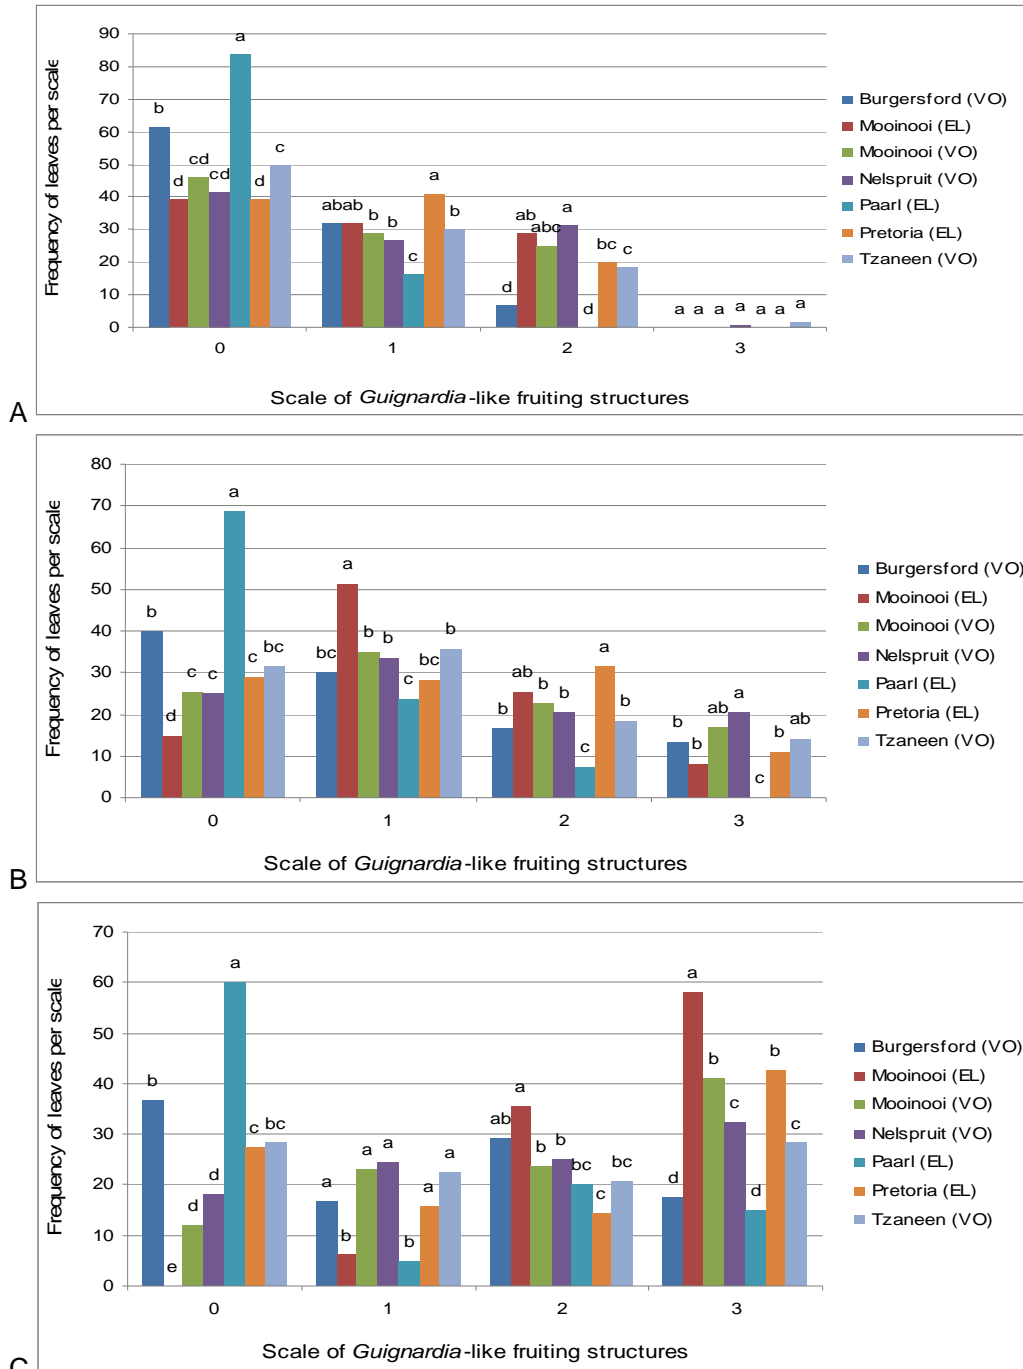 90
80
70
60
50
40
30
20
10
0
Frequency of leaves per scale
a
b
d
cd
cd
d
c
abab
b
b
c
a
b
d
ab
abc
a
d
bc
c
a a a a a a a
0 1 2 3
Scale of Guignardia-like fruiting structures
Burgersford (VO)
Mooinooi (EL)
Mooinooi (VO)
Nelspruit (VO)
Paarl (EL)
Pretoria (EL)
Tzaneen (VO)
A
80
70
60
50
40
30
20
10
0
Frequency of leaves per scale
b
d
c
c
a
c
bc
bc
a
b
b
c
bc
b
b
ab
b
b
c
a
b
b
b
ab
a
c
b
ab
0 1 2 3
Scale of Guignardia-like fruiting structures
Burgersford (VO)
Mooinooi (EL)
Mooinooi (VO)
Nelspruit (VO)
Paarl (EL)
Pretoria (EL)
Tzaneen (VO)
B
70
60
50
40
30
20
10
0
Frequency of leaves per scale
b
e
d
d
a
c
bc
a
b
a
a
b
a
a
ab
a
b
b
bc
c
bc
d
a
b
c
d
b
c
0 1 2 3
Scale of Guignardia-like fruiting structures
Burgersford (VO)
Mooinooi (EL)
Mooinooi (VO)
Nelspruit (VO)
Paarl (EL)
Pretoria (EL)
Tzaneen (VO)
C